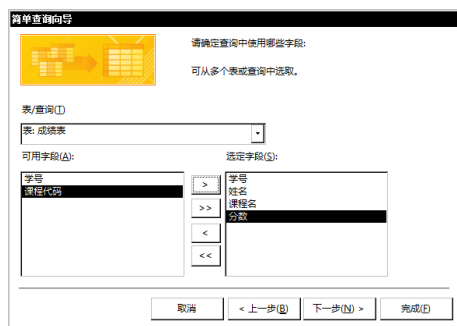 简单查询向导
请确定查询中使用哪些字段:
可从多个表或查询中选取。
表/查询(T)
表: 成绩表
可用字段(A):
选定字段(S):
学号
课程代码
>
>>
<
<<
学号
姓名
课程名
分数
取消
< 上一步(B)
下一步(N) >
完成(F)